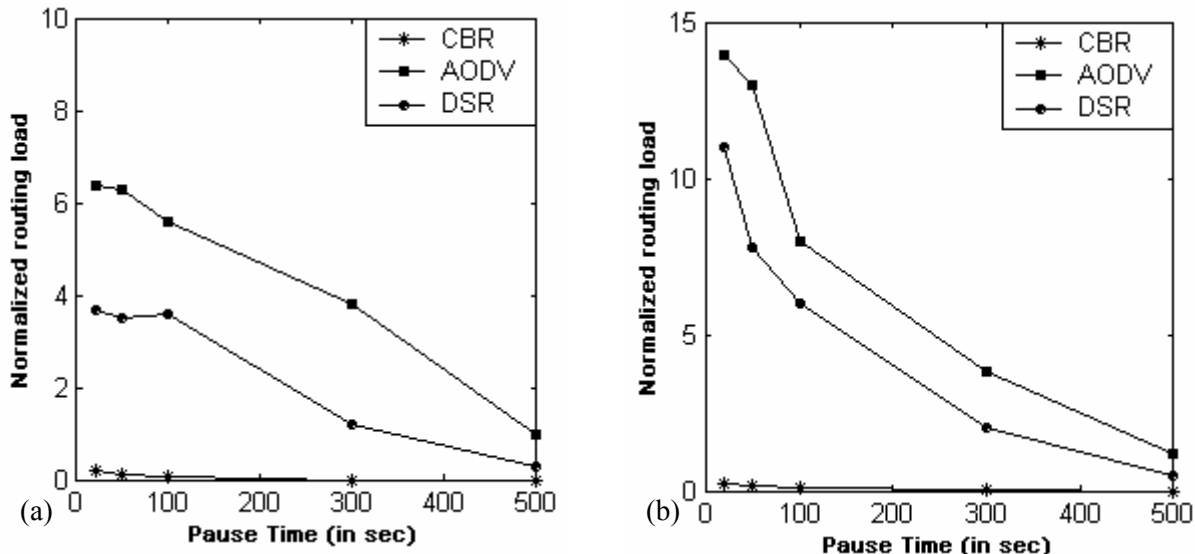 10
8
6
4
2
0
Normalized routing load
CBR
AODV
DSR
0 100 200 300 400 500
(a)
Pause Time (in sec)
15
10
5
0
Normalized routing load
CBR
AODV
DSR
0 100 200 300 400 500
(b)
Pause Time (in sec)